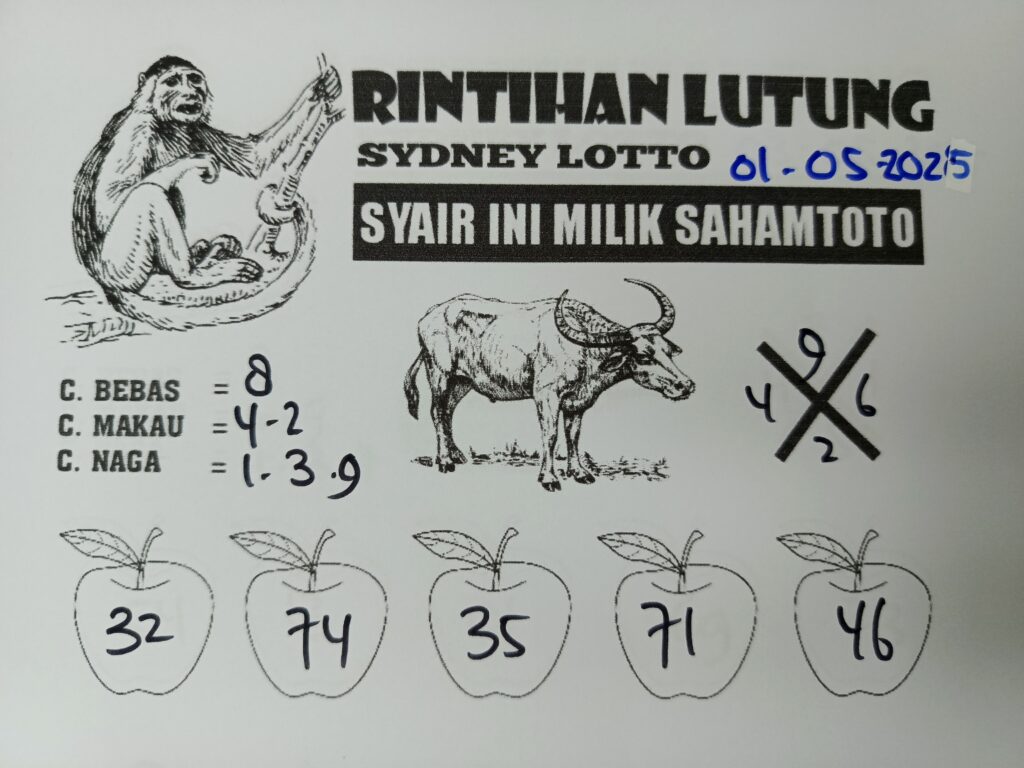 RINTIHAN LUTUNG
SYDNEY LOTTO 01-05-2025
SYAIR INI MILIK SAHAMTOTO
C. BEBAS = 8
C. MAKAU = 4-2
C. NAGA = 1.3.9
9
4 6
2
32 74 35 71 46